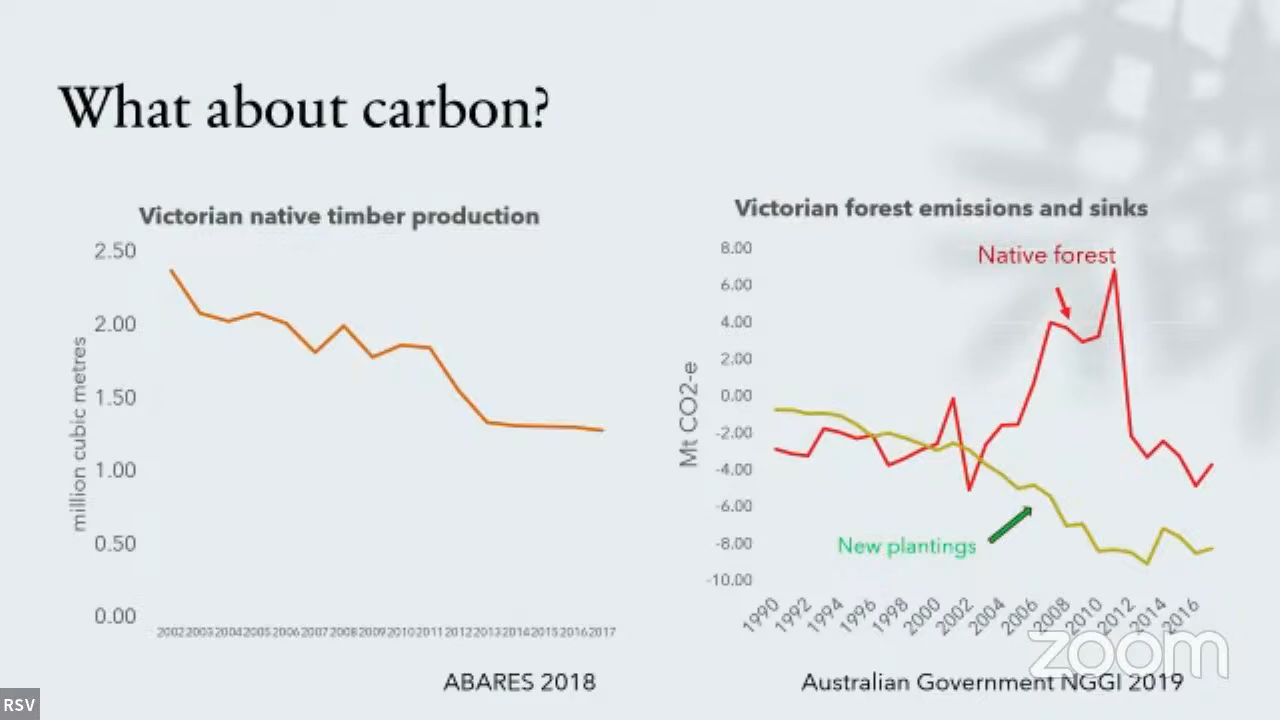 What about carbon?
Victorian native timber production
million cubic metres
2.50
2.00
1.50
1.00
0.50
0.00
2002 2003 2004 2005 2006 2007 2008 2009 2010 2011 2012 2013 2014 2015 2016 2017
ABARES 2018
Victorian forest emissions and sinks
Native forest
Mt CO2-e
8.00
6.00
4.00
2.00
0.00
-2.00
-4.00
-6.00
-8.00
-10.00
New plantings
1990 1992 1994 1996 1998 2000 2002 2004 2006 2008 2010 2012 2014 2016
Australian Government NGGI 2019
zoom
RSV